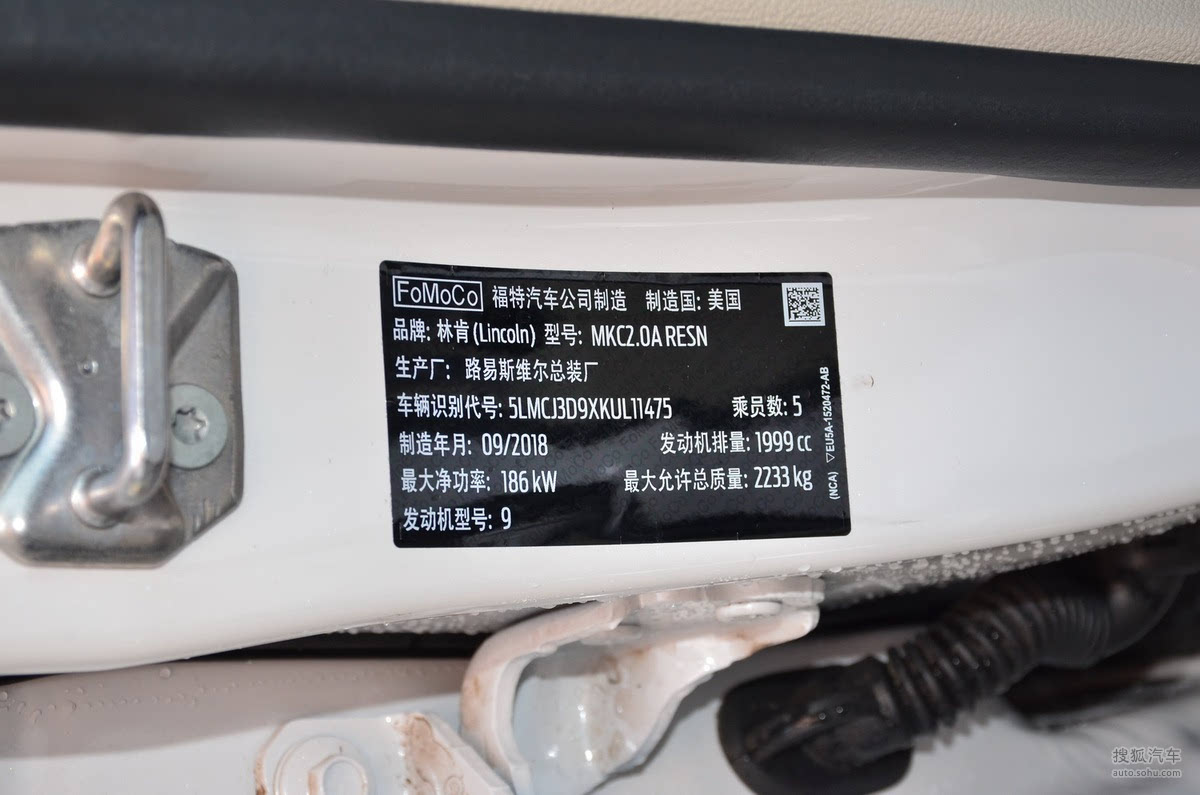 FoMoCo 福特汽车公司制造 制造国: 美国
品牌: 林肯 (Lincoln) 型号: MKC2.0A RESN
生产厂: 路易斯维尔总装厂
车辆识别代号: 5LMCJ3D9XKUL11475 乘员数: 5
制造年月: 09/2018 发动机排量: 1999 cc
最大净功率: 186 kW 最大允许总质量: 2233 kg
发动机型号: 9
(NCA) ▽EU5A-1520472-AB
搜狐汽车
auto.sohu.com